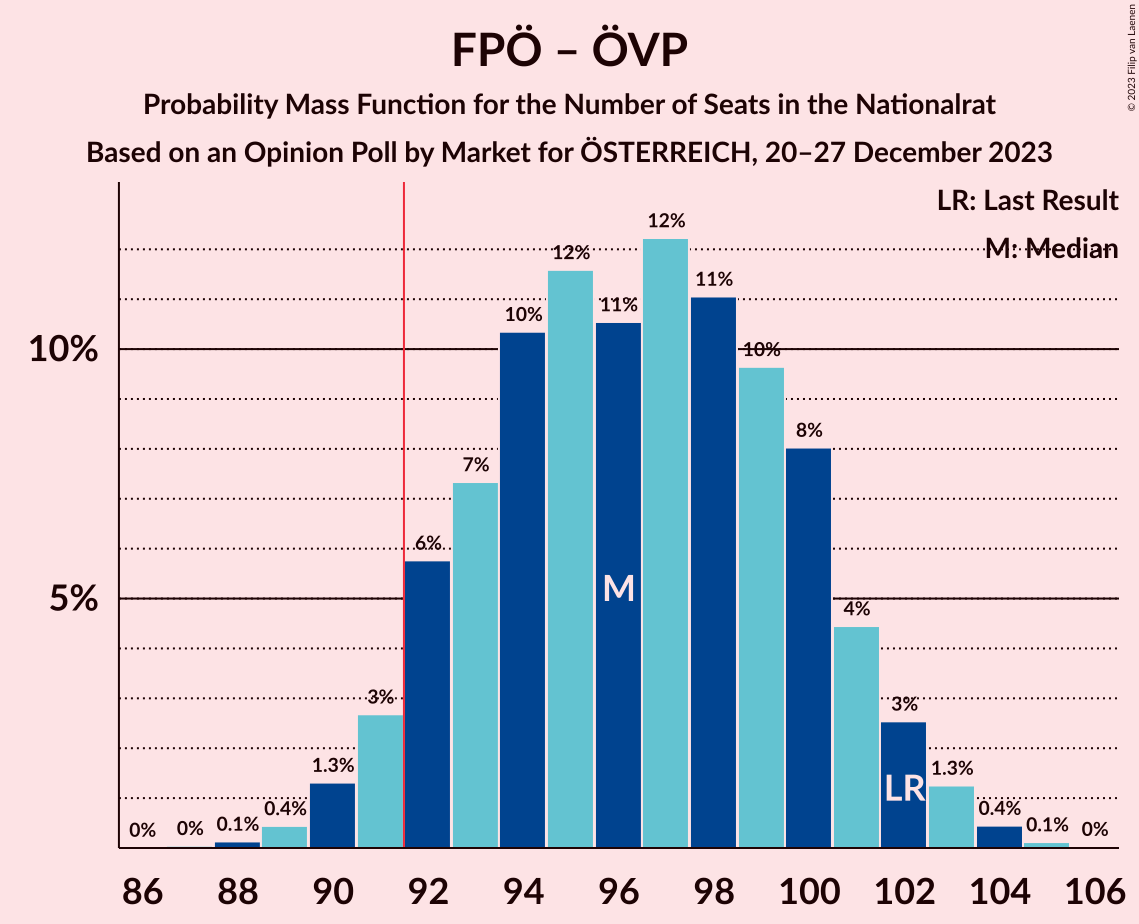 FPÖ – ÖVP
Probability Mass Function for the Number of Seats in the Nationalrat
Based on an Opinion Poll by Market for ÖSTERREICH, 20–27 December 2023
© 2023 Filip van Laenen
LR: Last Result
M: Median
10%
5%
0%
0%
0.1%
0.4%
1.3%
3%
6%
7%
10%
12%
11%
12%
11%
10%
8%
4%
3%
1.3%
0.4%
0.1%
0%
M
LR
86 88 90 92 94 96 98 100 102 104 106